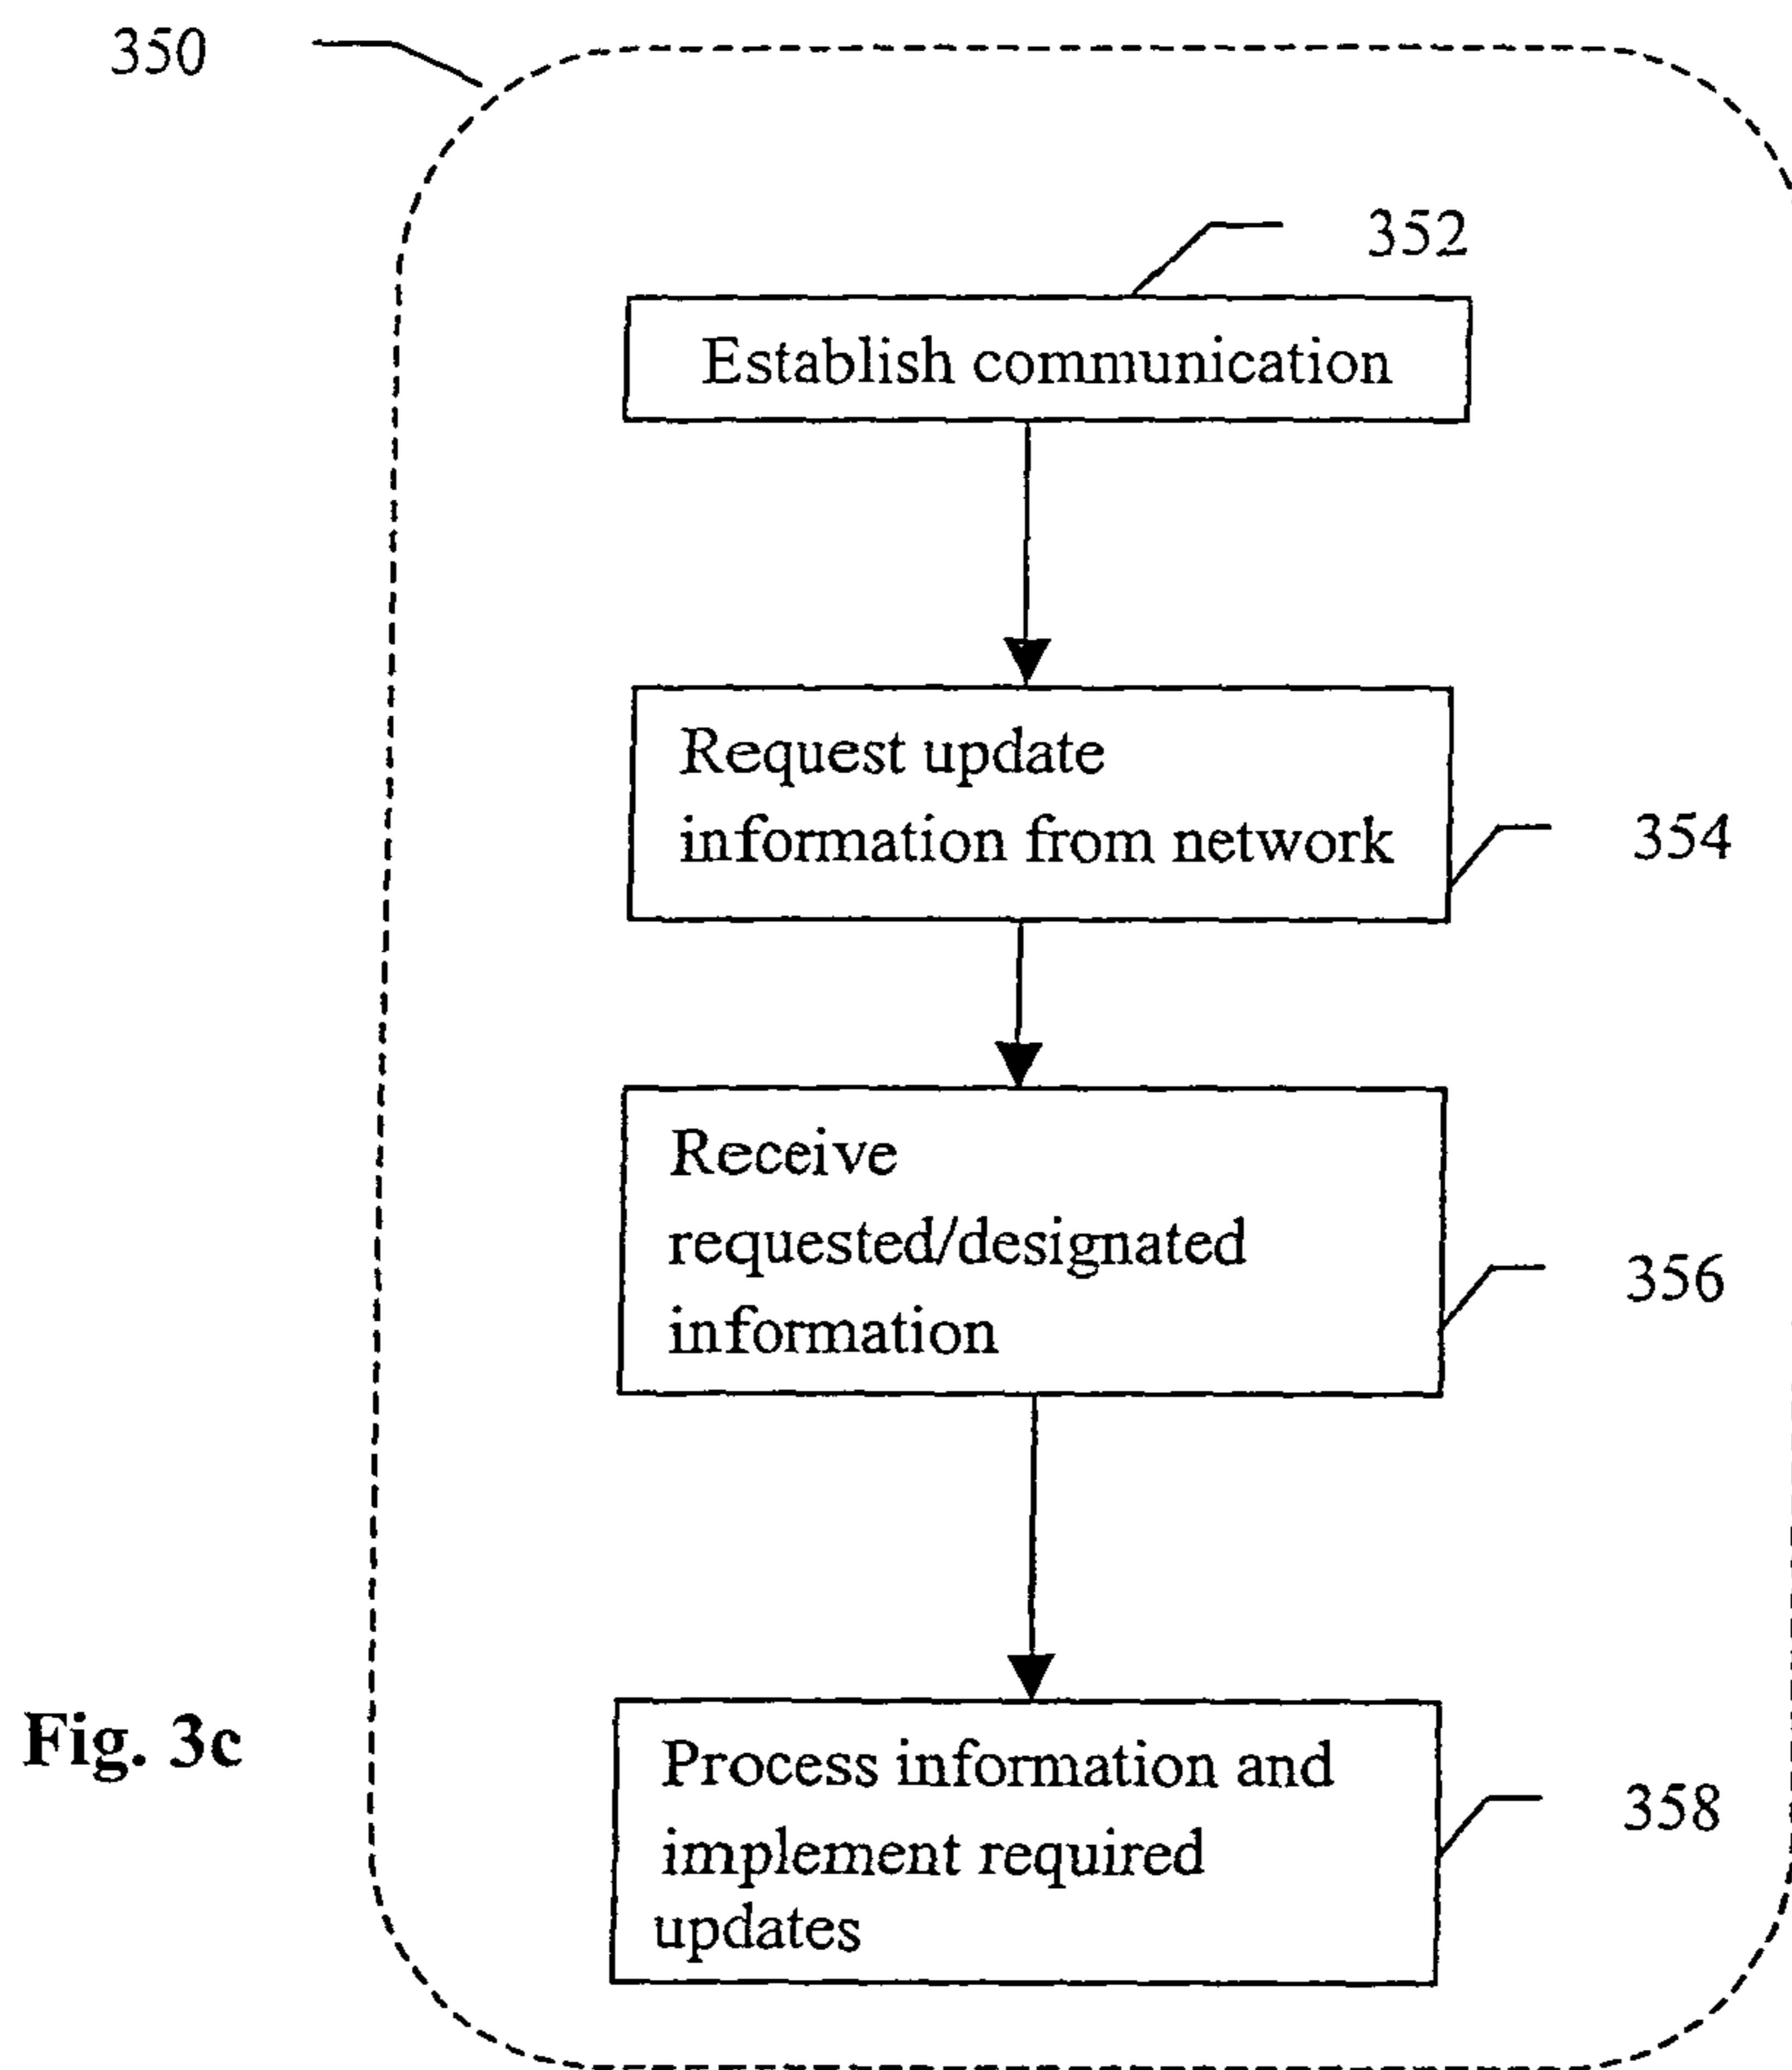 350
352
Establish communication
Request update
information from network
354
Receive
requested/designated
information
356
Fig. 3c
Process information and
implement required
updates
358